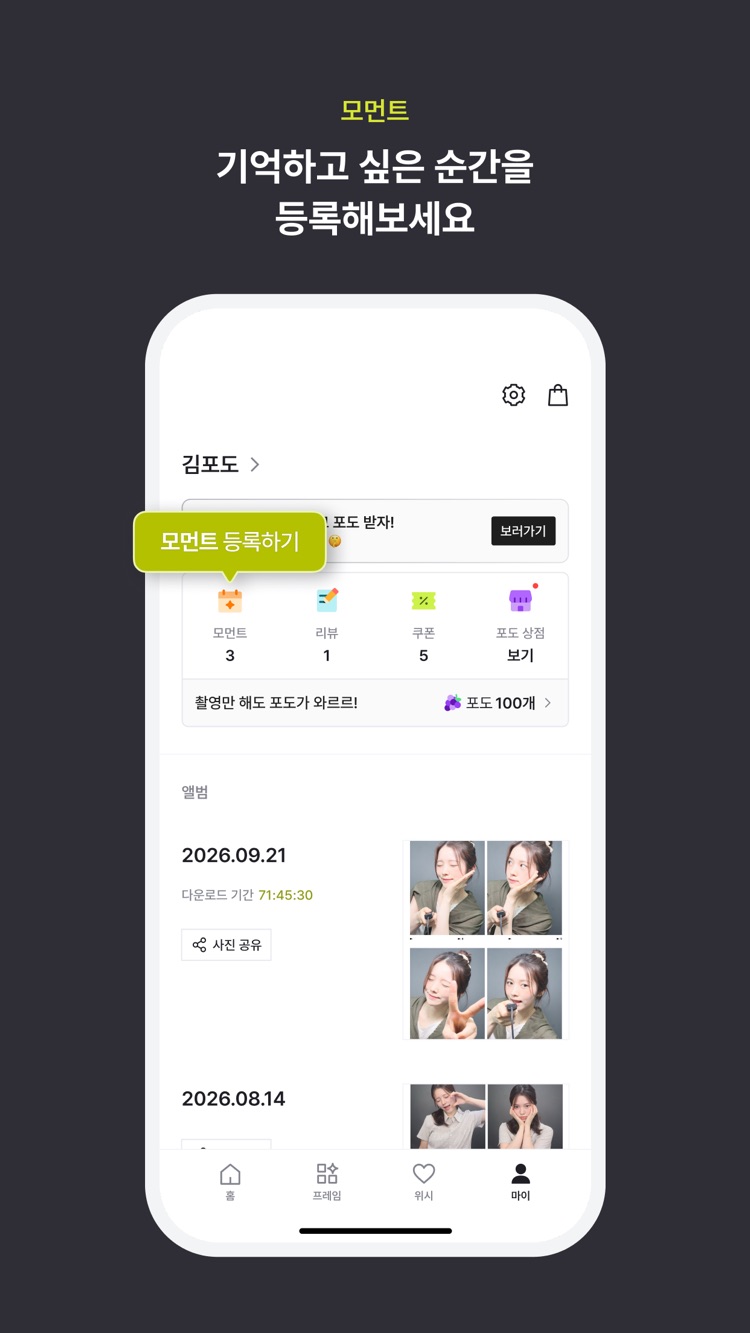 모먼트
기억하고 싶은 순간을
등록해보세요
김포도
포도 받자!
보러가기
모먼트 등록하기
모먼트
리뷰
쿠폰
포도 상점
3
1
5
보기
촬영만 해도 포도가 와르르!
포도 100개
앨범
2026.09.21
다운로드 기간 71:45:30
사진 공유
2026.08.14
홈
프레임
위시
마이